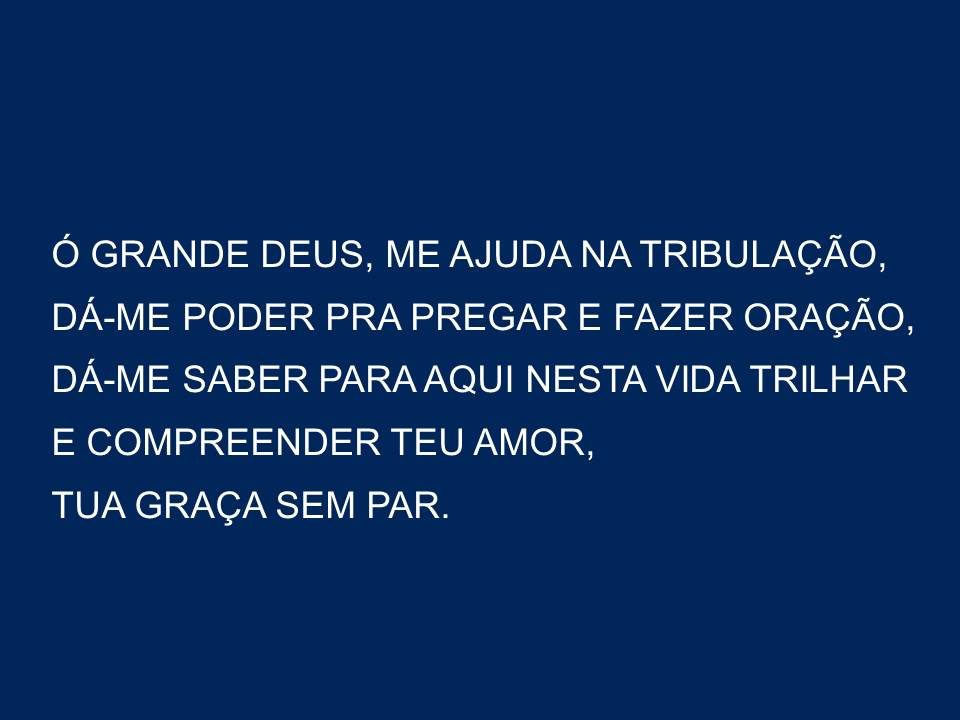 Ó GRANDE DEUS, ME AJUDA NA TRIBULAÇÃO,
DÁ-ME PODER PRA PREGAR E FAZER ORAÇÃO,
DÁ-ME SABER PARA AQUI NESTA VIDA TRILHAR
E COMPREENDER TEU AMOR,
TUA GRAÇA SEM PAR.